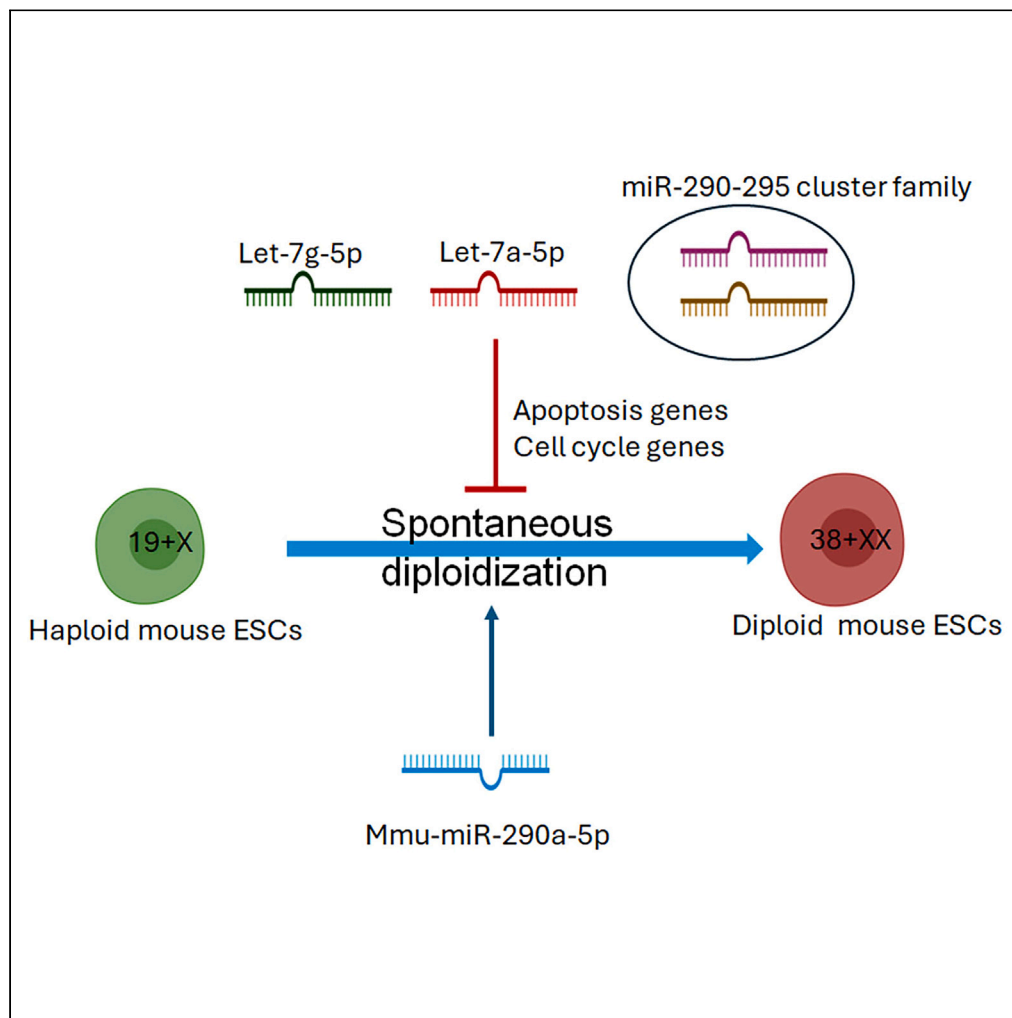 miR-290-295 cluster family
Let-7g-5p
Let-7a-5p
Apoptosis genes
Cell cycle genes
19+X
Spontaneous
diploidization
38+XX
Haploid mouse ESCs
Diploid mouse ESCs
Mmu-miR-290a-5p